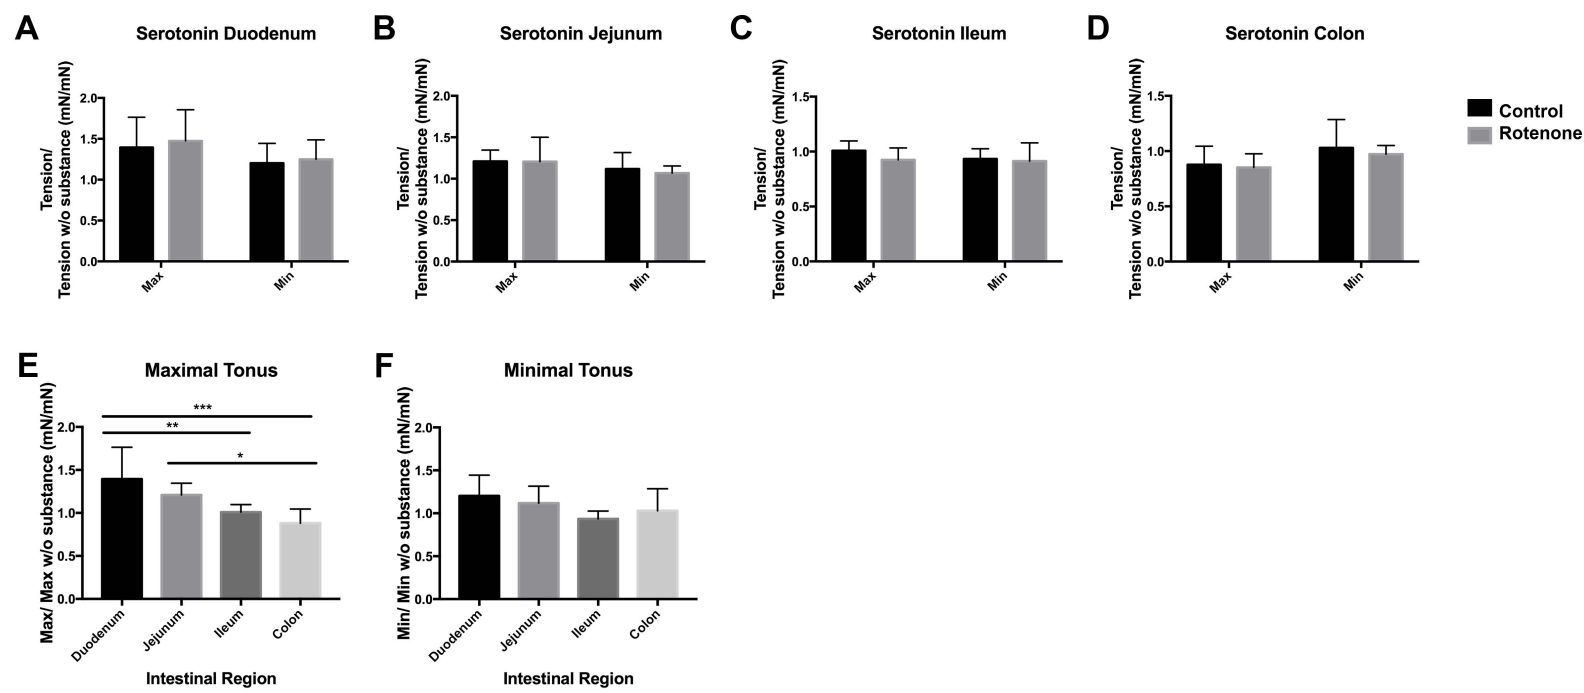 A
Serotonin Duodenum
Tension/
Tension w/o substance (mN/mN)
2.0
1.5
1.0
0.5
0.0
Max
Min
B
Serotonin Jejunum
Tension/
Tension w/o substance (mN/mN)
2.0
1.5
1.0
0.5
0.0
Max
Min
C
Serotonin Ileum
Tension/
Tension w/o substance (mN/mN)
1.5
1.0
0.5
0.0
Max
Min
D
Serotonin Colon
Tension/
Tension w/o substance (mN/mN)
1.5
1.0
0.5
0.0
Max
Min
Control
Rotenone
E
Maximal Tonus
Max/ Max w/o substance (mN/mN)
2.0
1.5
1.0
0.5
0.0
***
**
*
Duodenum
Jejunum
Ileum
Colon
Intestinal Region
F
Minimal Tonus
Min/ Min w/o substance (mN/mN)
2.0
1.5
1.0
0.5
0.0
Duodenum
Jejunum
Ileum
Colon
Intestinal Region